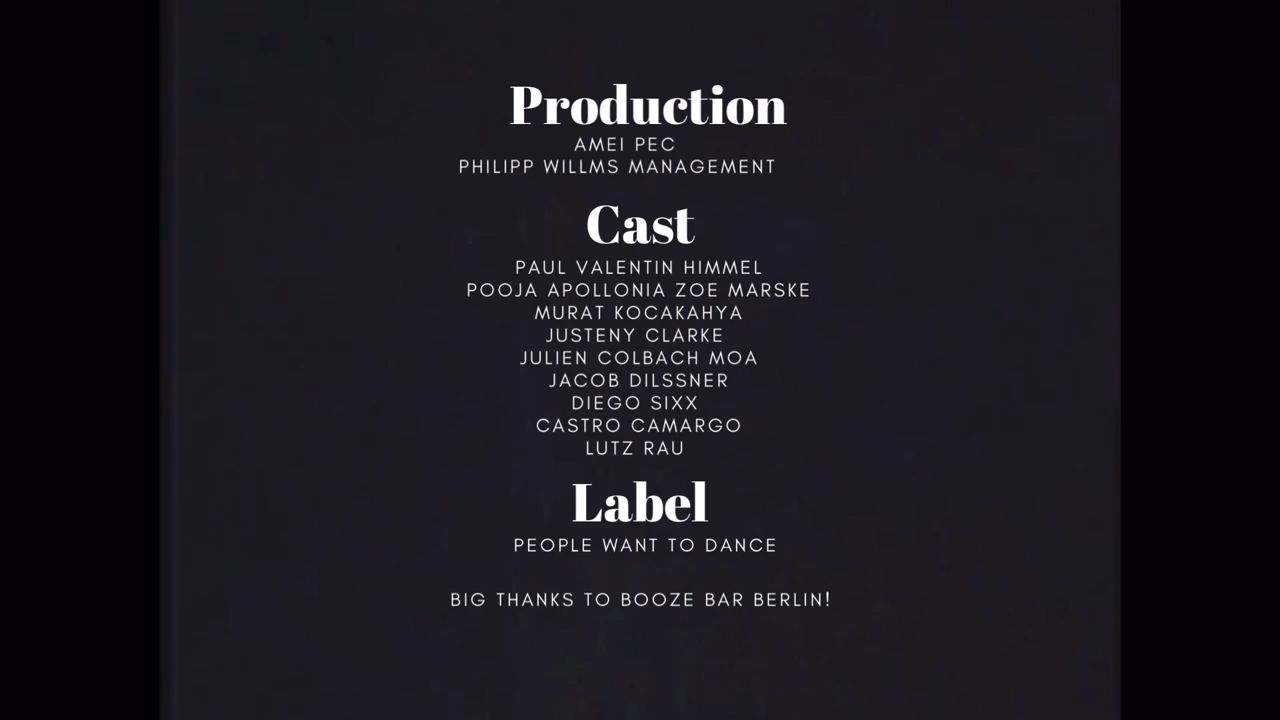 Production
AMEI PEC
PHILIPP WILLMS MANAGEMENT
Cast
PAUL VALENTIN HIMMEL
POOJA APOLLONIA ZOE MARSKE
MURAT KOCAKAHYA
JUSTENY CLARKE
JULIEN COLBACH MOA
JACOB DILSSNER
DIEGO SIXX
CASTRO CAMARGO
LUTZ RAU
Label
PEOPLE WANT TO DANCE
BIG THANKS TO BOOZE BAR BERLIN!